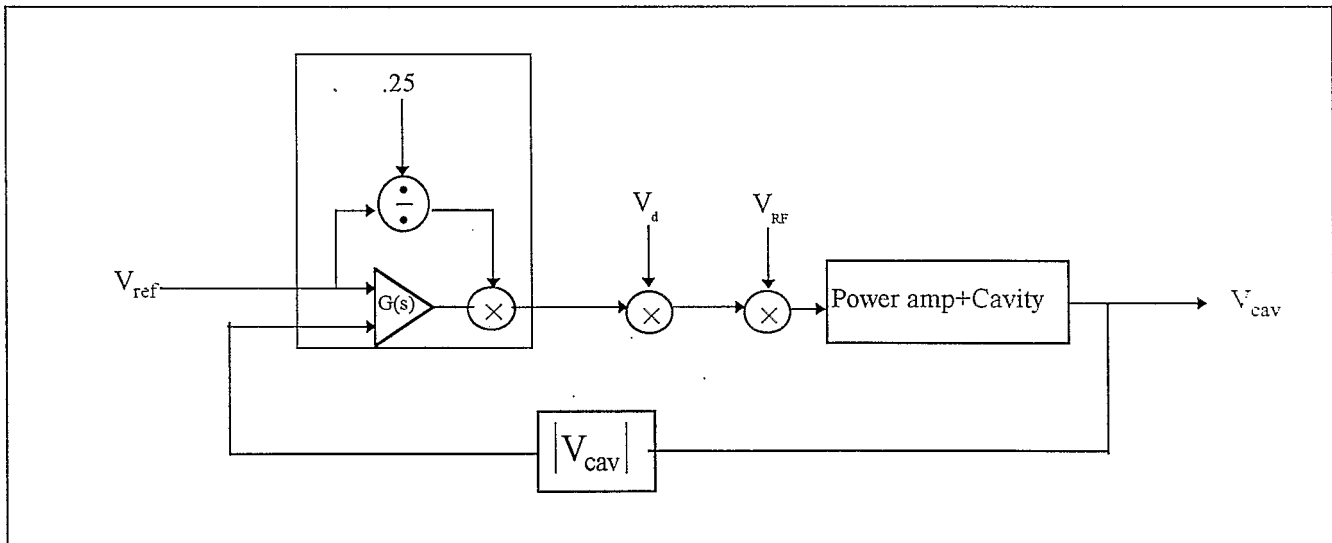 .25
÷
V_d
V_RF
V_ref
G(s)
×
×
×
Power amp+Cavity
V_cav
|V_cav|